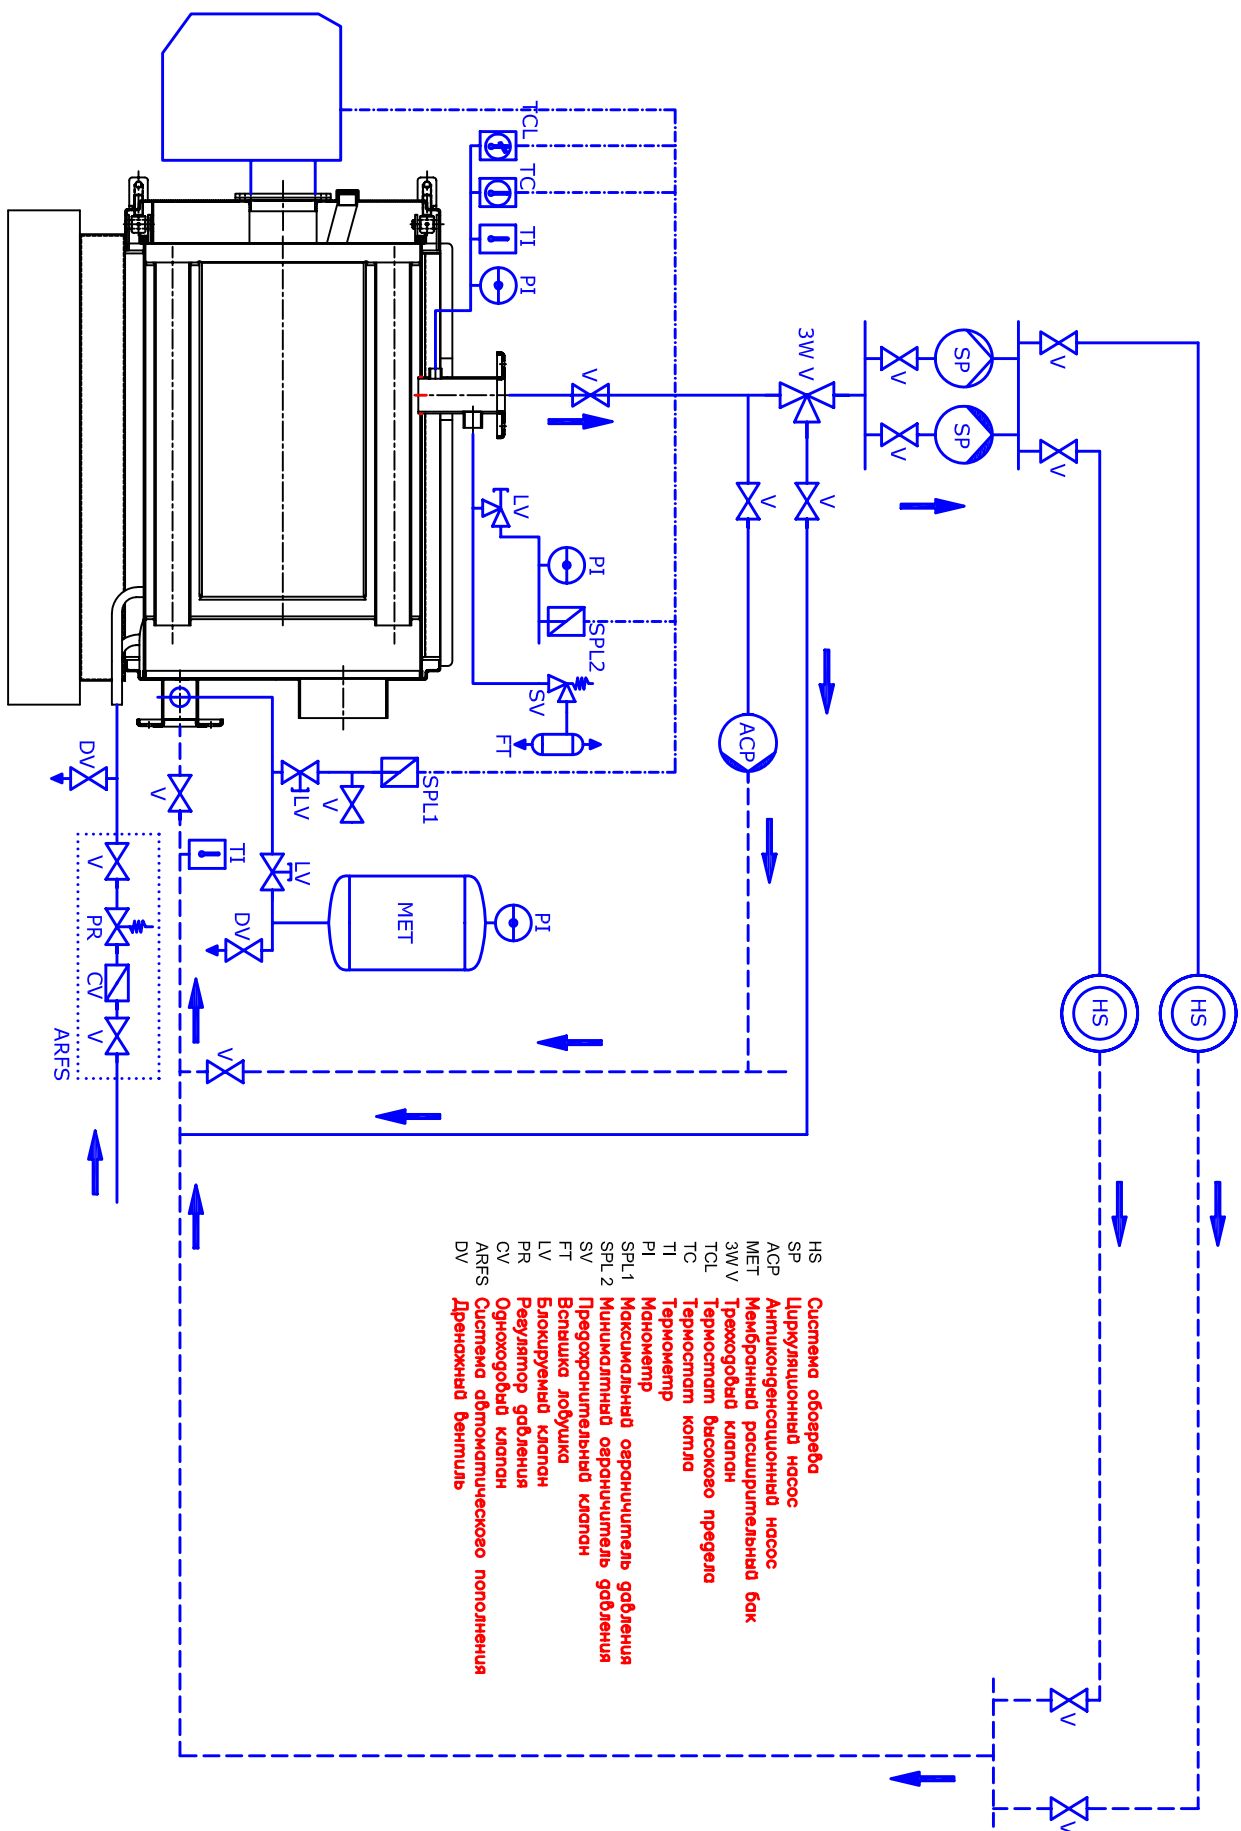 HS
HS
V
V
V
V
SP
SP
V
V
3W V
V
V
ACP
V
PI
SPL2
TCL
TC
TI
PI
LV
SV
FT
PI
SPL1
MET
V
LV
LV
TI
DV
V
V
DV
V
PR
CV
V
ARFS
HS Система обогрева
SP Циркуляционный насос
ACP Антиконденсационный насос
MET Мембранный расширительный бак
3W V Трехходовый клапан
TCL Термостат высокого предела
TC Термостат котла
TI Термометр
PI Манометр
SPL1 Максимальный ограничитель давления
SPL 2 Минималтный ограничитель давления
SV Предохранительный клапан
FT Вспышка ловушка
LV Блокируемый клапан
PR Регулятор давления
CV Одноходовый клапан
ARFS Система автоматического пополнения
DV Дренажный вентиль